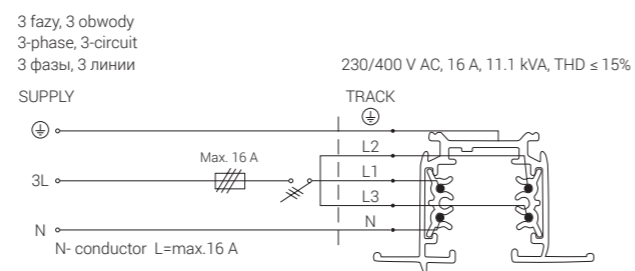 3 fazy, 3 obwody
3-phase, 3-circuit
3 фазы, 3 линии
230/400 V AC, 16 A, 11.1 kVA, THD ≤ 15%
SUPPLY
TRACK
L2
Max. 16 A
L1
3L
L3
N
N
N- conductor L=max.16 A